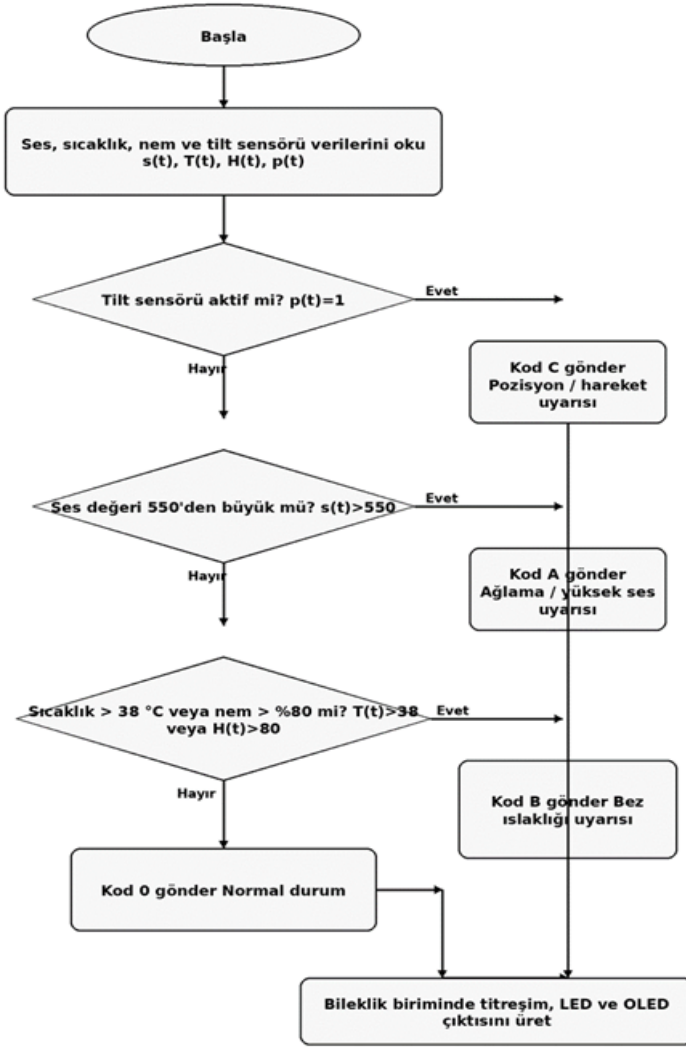 Başla
Ses, sıcaklık, nem ve tilt sensörü verilerini oku
s(t), T(t), H(t), p(t)
Tilt sensörü aktif mi? p(t)=1
Evet
Hayır
Kod C gönder
Pozisyon / hareket
uyarısı
Ses değeri 550'den büyük mü? s(t)>550
Evet
Hayır
Kod A gönder
Ağlama / yüksek ses
uyarısı
Sıcaklık > 38 °C veya nem > %80 mi? T(t)>38
veya H(t)>80
Evet
Hayır
Kod B gönder Bez
ıslaklığı uyarısı
Kod 0 gönder Normal durum
Bileklik biriminde titreşim, LED ve OLED
çıktısını üret